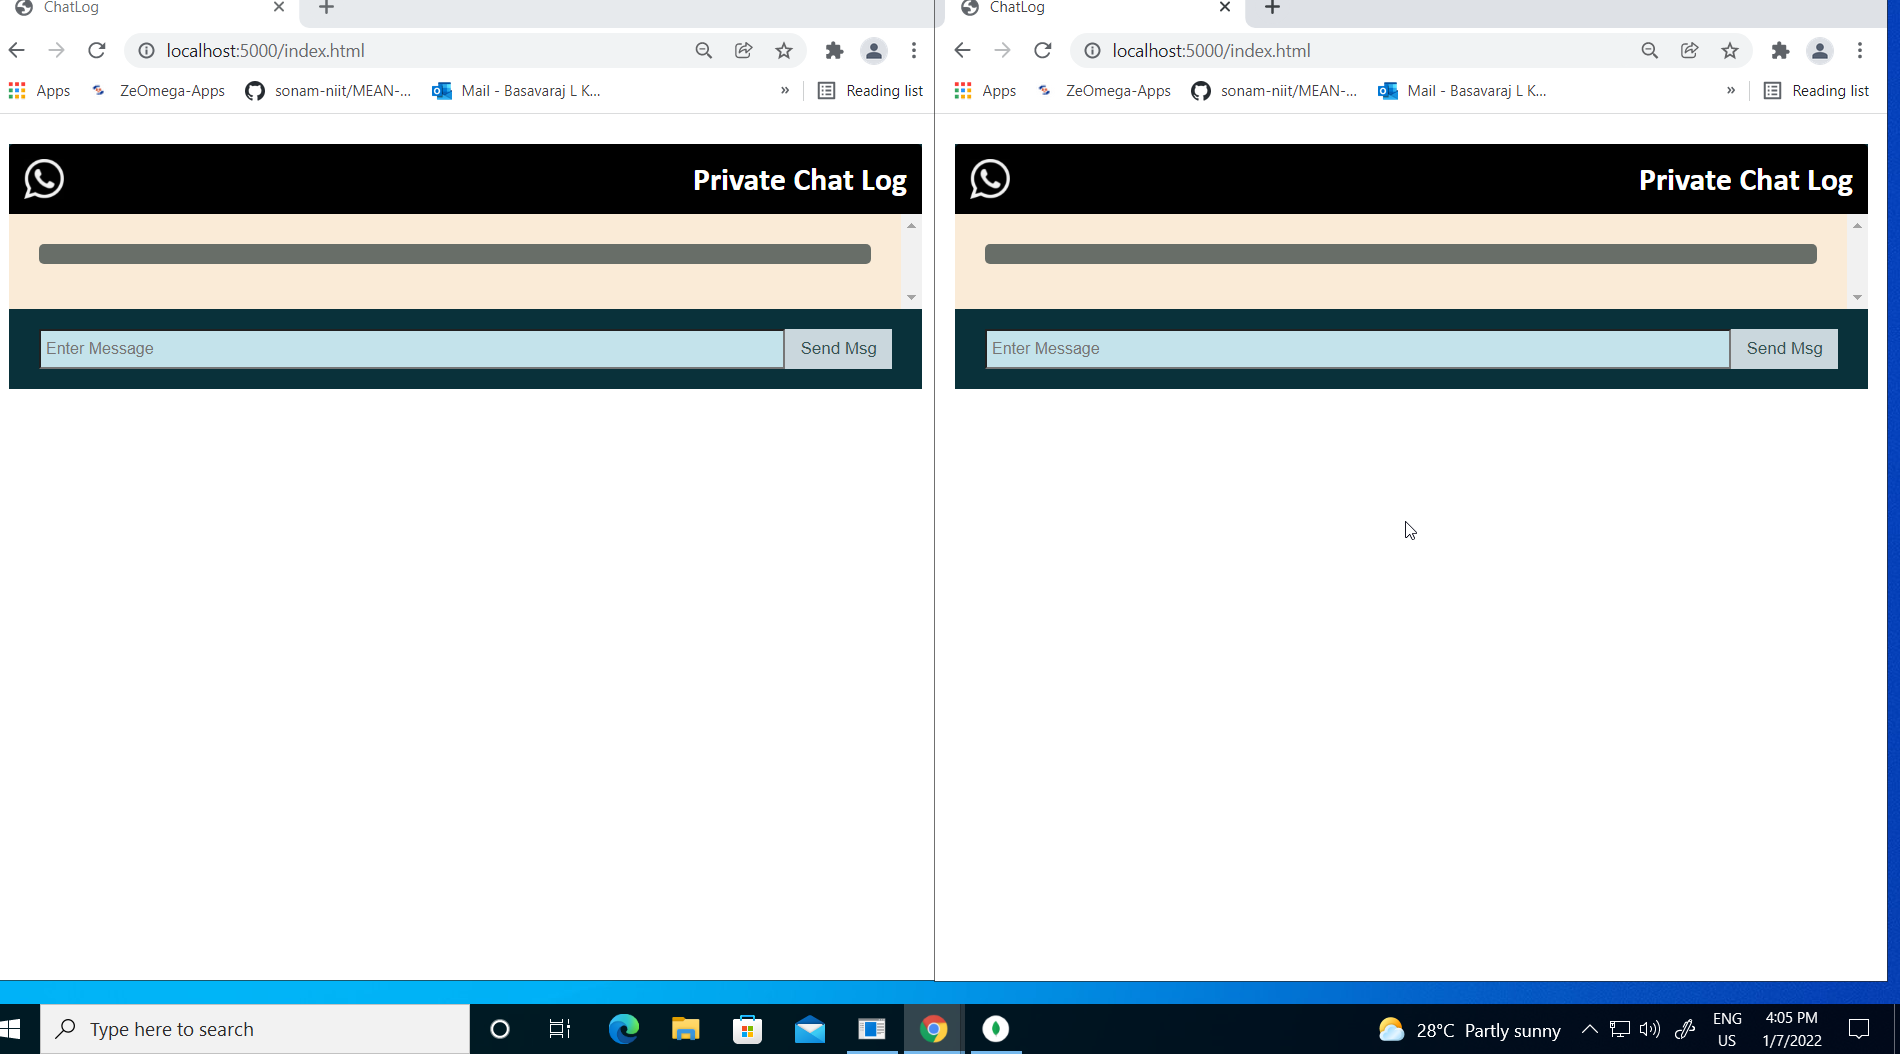 ChatLog
localhost:5000/index.html
Apps ZeOmega-Apps sonam-niit/MEAN-... Mail - Basavaraj L K... » Reading list
Private Chat Log
Enter Message Send Msg
ChatLog
localhost:5000/index.html
Apps ZeOmega-Apps sonam-niit/MEAN-... Mail - Basavaraj L K... » Reading list
Private Chat Log
Enter Message Send Msg
Type here to search
28°C Partly sunny
ENG
US
4:05 PM
1/7/2022